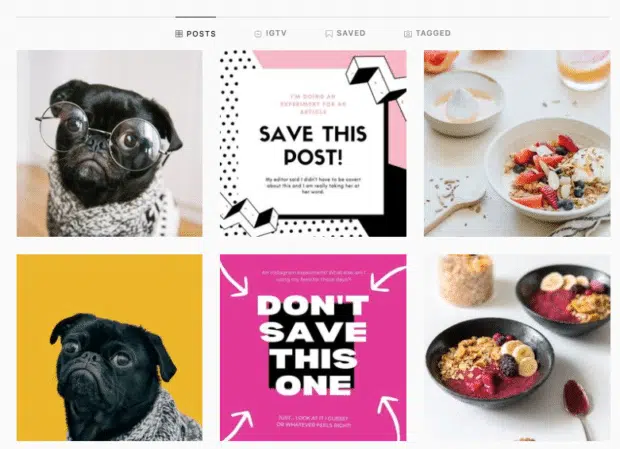 POSTS IGTV SAVED TAGGED
I'M DOING AN
EXPERIMENT FOR AN
ARTICLE
SAVE THIS
POST!
My editor said I didn't have to be covert
about this and I am really taking her at
her word.
An Instagram experiment! What else am I
using my favorite those days?!
DON'T
SAVE
THIS
ONE
JUST... LOOK AT IT I GUESS?
OR WHATEVER FEELS RIGHT!